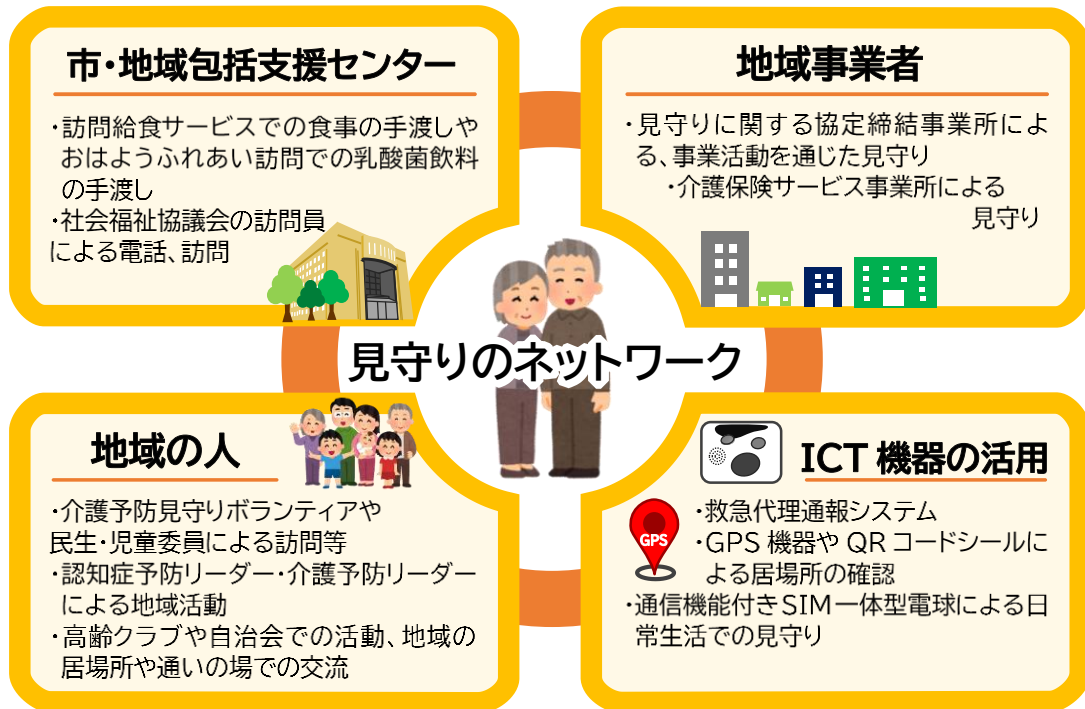 市・地域包括支援センター
・訪問給食サービスでの食事の手渡しや
おはようふれあい訪問での乳酸菌飲料
の手渡し
・社会福祉協議会の訪問員
による電話、訪問
地域事業者
・見守りに関する協定締結事業所によ
る、事業活動を通じた見守り
・介護保険サービス事業所による
見守り
見守りのネットワーク
地域の人
・介護予防見守りボランティアや
民生・児童委員による訪問等
・認知症予防リーダー・介護予防リーダー
による地域活動
・高齢クラブや自治会での活動、地域の
居場所や通いの場での交流
ICT 機器の活用
GPS
・救急代理通報システム
・GPS 機器や QR コードシールに
よる居場所の確認
・通信機能付きSIM一体型電球による日
常生活での見守り